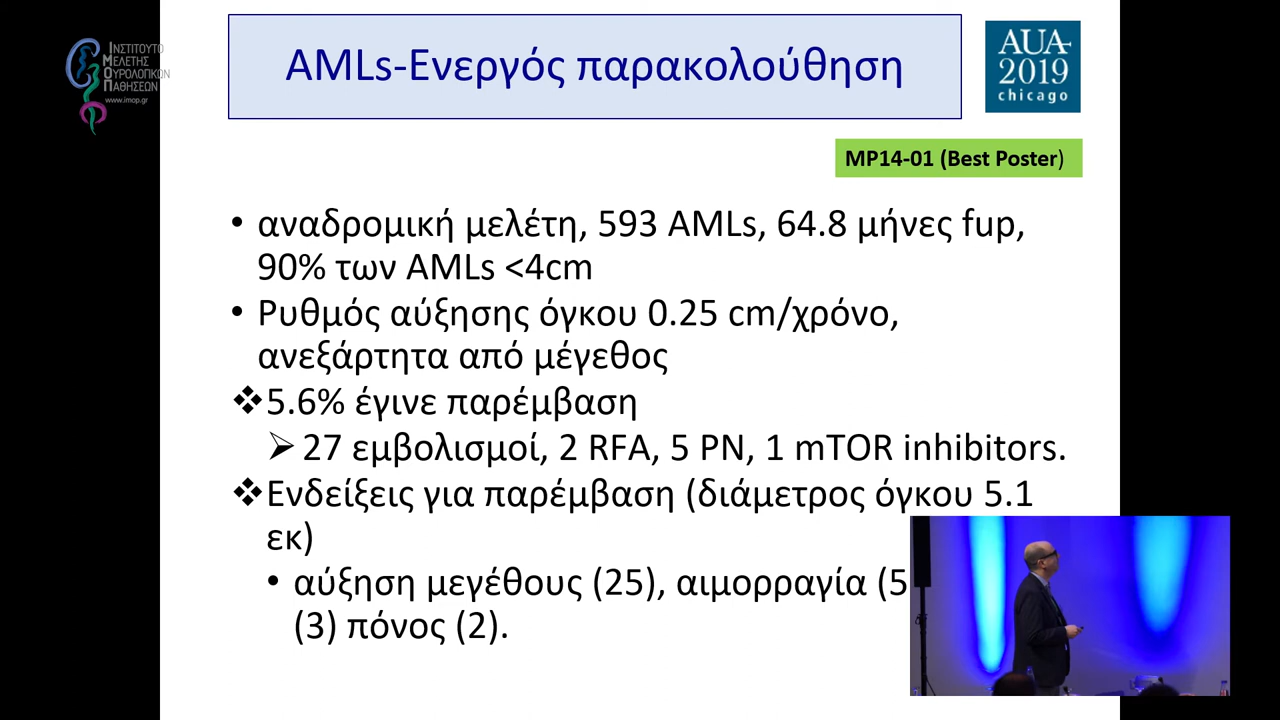 ΙΝΣΤΙΤΟΥΤΟ
ΜΕΛΕΤΗΣ
ΟΥΡΟΛΟΓΙΚΩΝ
ΠΑΘΗΣΕΩΝ
www.imop.gr
AMLs-Ενεργός παρακολούθηση
AUA
2019
chicago
MP14-01 (Best Poster)
• αναδρομική μελέτη, 593 AMLs, 64.8 μήνες fup,
90% των AMLs <4cm
• Ρυθμός αύξησης όγκου 0.25 cm/χρόνο,
ανεξάρτητα από μέγεθος
❖5.6% έγινε παρέμβαση
➢27 εμβολισμοί, 2 RFA, 5 PN, 1 mTOR inhibitors.
❖Ενδείξεις για παρέμβαση (διάμετρος όγκου 5.1
εκ)
• αύξηση μεγέθους (25), αιμορραγία (5
(3) πόνος (2).